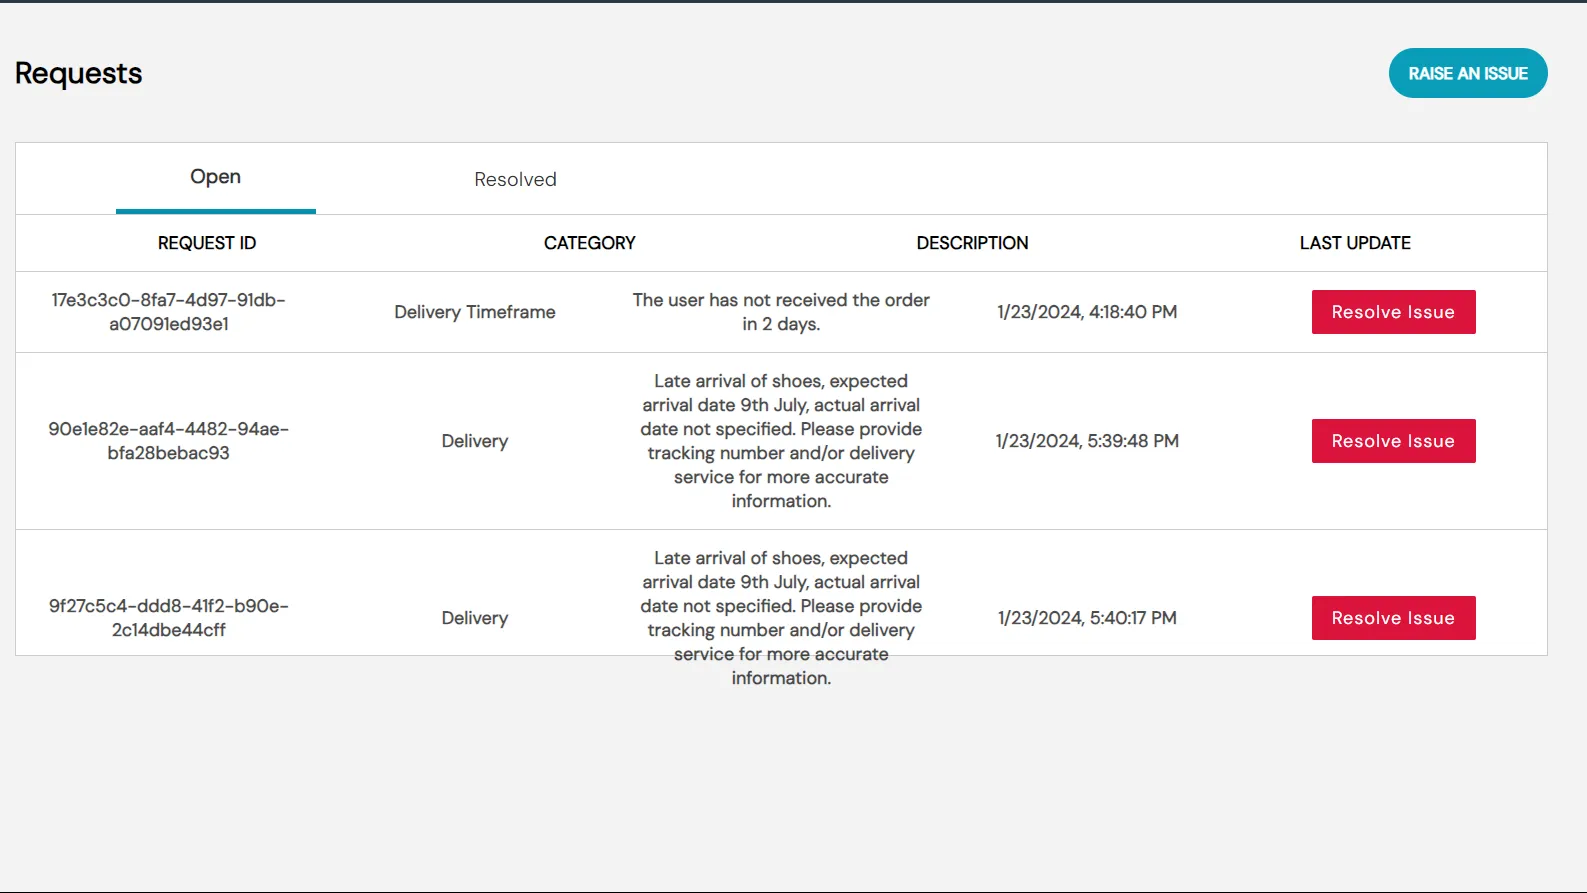 Requests
RAISE AN ISSUE
Open
Resolved
REQUEST ID
CATEGORY
DESCRIPTION
LAST UPDATE
17e3c3c0-8fa7-4d97-91db-
a07091ed93e1
Delivery Timeframe
The user has not received the order
in 2 days.
1/23/2024, 4:18:40 PM
Resolve Issue
90e1e82e-aaf4-4482-94ae-
bfa28bebac93
Delivery
Late arrival of shoes, expected
arrival date 9th July, actual arrival
date not specified. Please provide
tracking number and/or delivery
service for more accurate
information.
1/23/2024, 5:39:48 PM
Resolve Issue
9f27c5c4-ddd8-41f2-b90e-
2c14dbe44cff
Delivery
Late arrival of shoes, expected
arrival date 9th July, actual arrival
date not specified. Please provide
tracking number and/or delivery
service for more accurate
information.
1/23/2024, 5:40:17 PM
Resolve Issue